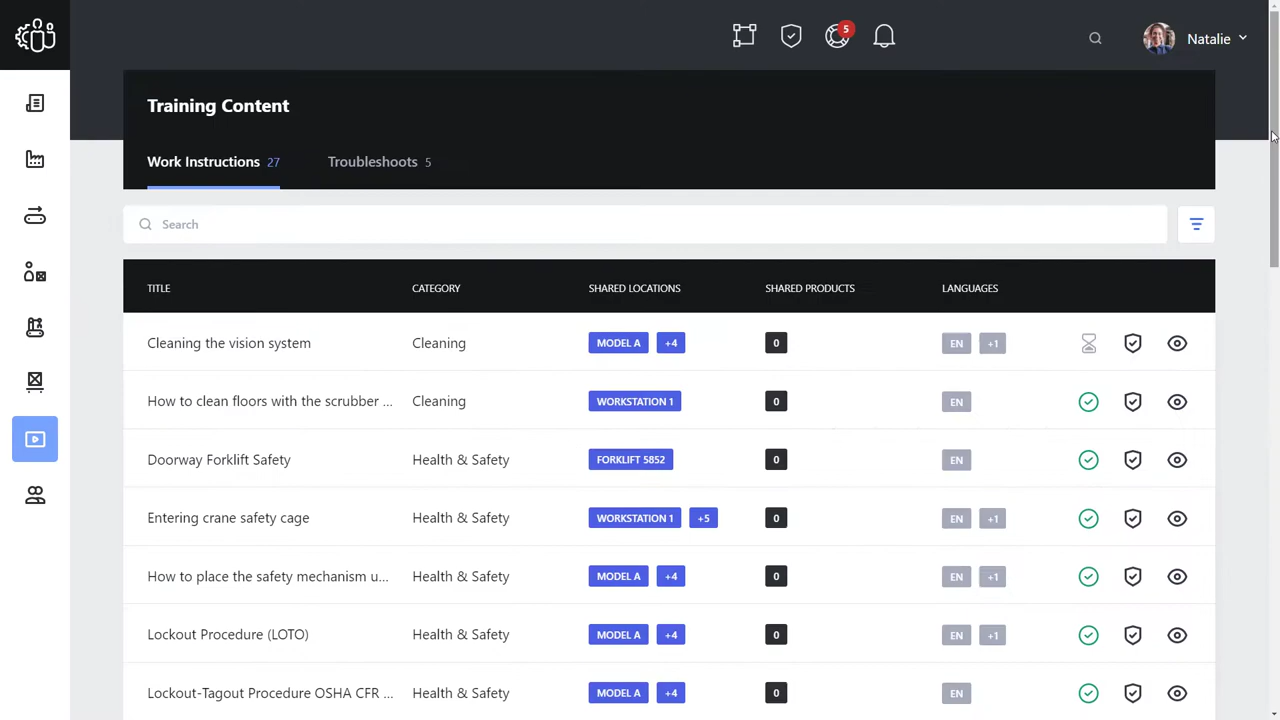 5
Natalie
Training Content
Work Instructions 27 Troubleshoots 5
Search
TITLE CATEGORY SHARED LOCATIONS SHARED PRODUCTS LANGUAGES
Cleaning the vision system Cleaning MODEL A +4 0 EN +1
How to clean floors with the scrubber ... Cleaning WORKSTATION 1 0 EN
Doorway Forklift Safety Health & Safety FORKLIFT 5852 0 EN
Entering crane safety cage Health & Safety WORKSTATION 1 +5 0 EN +1
How to place the safety mechanism u... Health & Safety MODEL A +4 0 EN +1
Lockout Procedure (LOTO) Health & Safety MODEL A +4 0 EN +1
Lockout-Tagout Procedure OSHA CFR ... Health & Safety MODEL A +4 0 EN